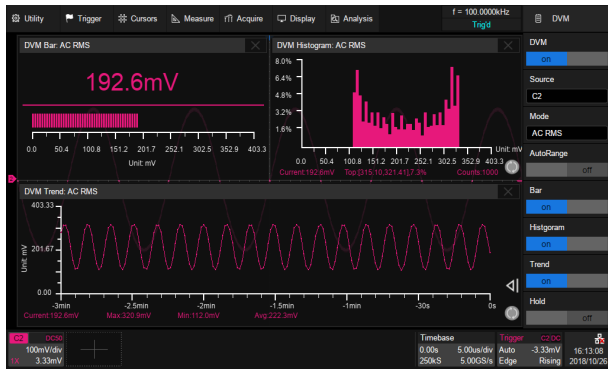 Utility Trigger Cursors Measure Acquire Display Analysis f = 100.0000kHz DVM
Trig'd
DVM Bar: AC RMS
192.6mV
0.0 50.4 100.8 151.2 201.7 252.1 302.5 352.9 403.3
Unit: mV
DVM Histogram: AC RMS
8.0%
6.4%
4.8%
3.2%
1.6%
0.0 50.4 100.8 151.2 201.7 252.1 302.5 352.9 403.3
Unit: mV
Current:192.6mV Top:[315.10,321.41],7.3% Counts:1000
DVM Trend: AC RMS
403.33
201.67
0.00
Unit: mV
-3min -2.5min -2min -1.5min -1min -30s 0s
Current:192.6mV Max:320.9mV Min:112.0mV Avg:222.3mV
DVM
on
Source
C2
Mode
AC RMS
AutoRange
off
Bar
on
Histgoram
on
Trend
on
Hold
off
C2 DC50
100mV/div
1X 3.33mV
Timebase
0.00s 5.00us/div
250kS 5.00GS/s
Trigger C2 DC
Auto -3.33mV
Edge Rising
16:13:08
2018/10/26